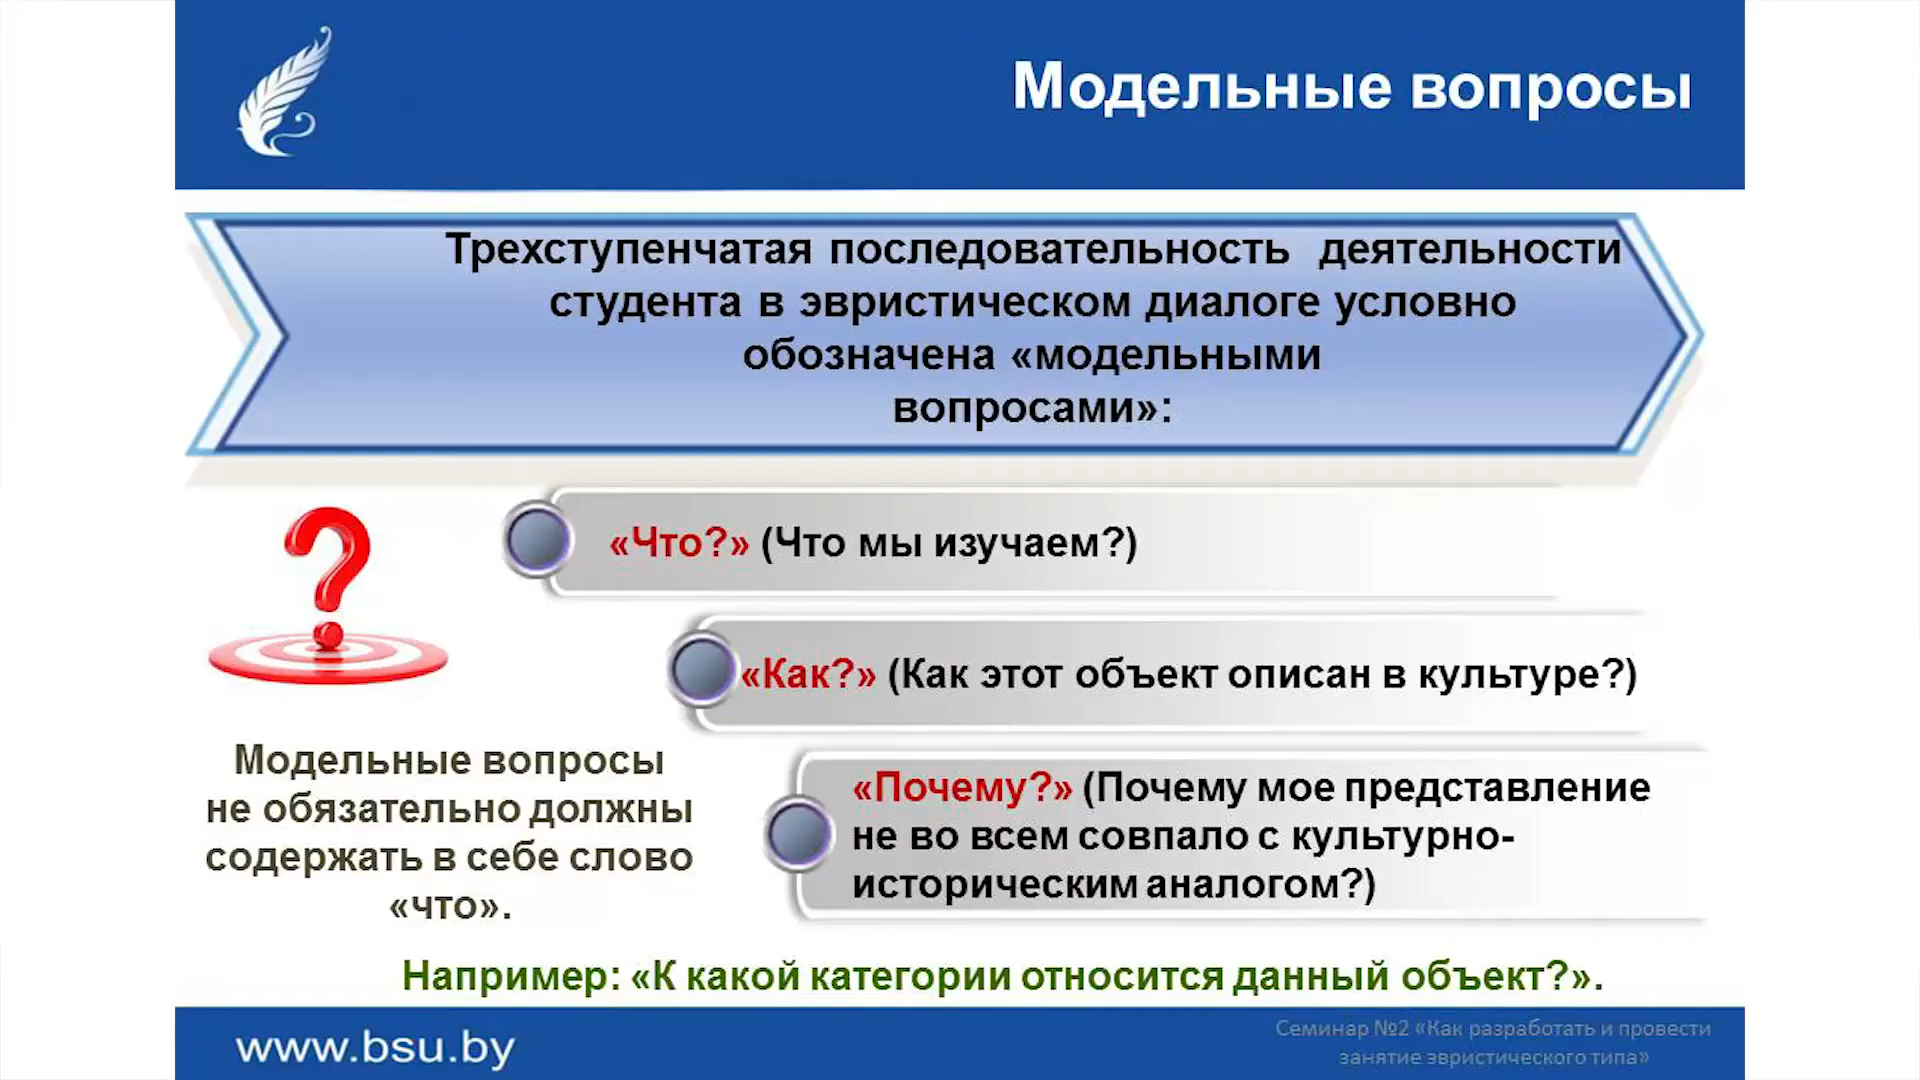 Модельные вопросы
Трехступенчатая последовательность деятельности
студента в эвристическом диалоге условно
обозначена «модельными
вопросами»:
«Что?» (Что мы изучаем?)
«Как?» (Как этот объект описан в культуре?)
«Почему?» (Почему мое представление
не во всем совпало с культурно-
историческим аналогом?)
Модельные вопросы
не обязательно должны
содержать в себе слово
«что».
Например: «К какой категории относится данный объект?».
www.bsu.by
Семинар №2 «Как разработать и провести
занятие эвристического типа»